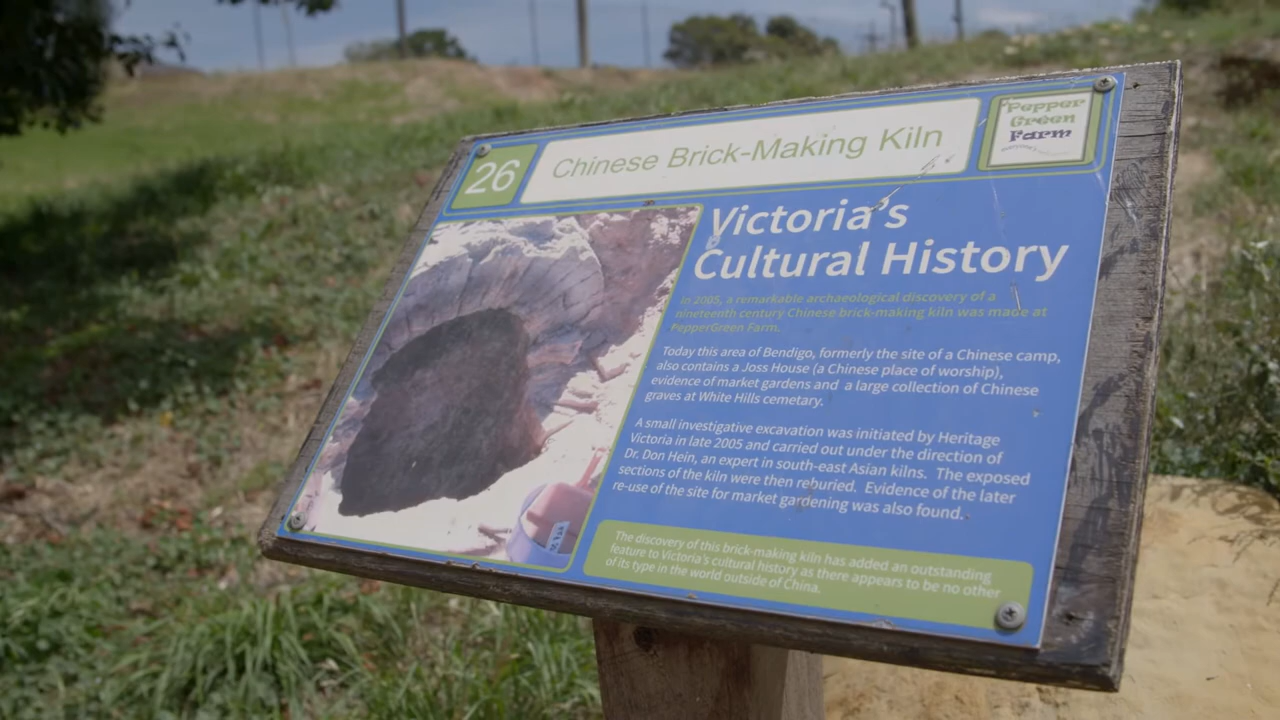 26
Chinese Brick-Making Kiln
Pepper
Green
Farm
Victoria's
Cultural History
In 2005, a remarkable archaeological discovery of a
nineteenth century Chinese brick-making kiln was made at
PepperGreen Farm.
Today this area of Bendigo, formerly the site of a Chinese camp,
also contains a Joss House (a Chinese place of worship),
evidence of market gardens and a large collection of Chinese
graves at White Hills cemetary.
A small investigative excavation was initiated by Heritage
Victoria in late 2005 and carried out under the direction of
Dr. Don Hein, an expert in south-east Asian kilns. The exposed
sections of the kiln were then reburied. Evidence of the later
re-use of the site for market gardening was also found.
The discovery of this brick-making kiln has added an outstanding
feature to Victoria's cultural history as there appears to be no other
of its type in the world outside of China.